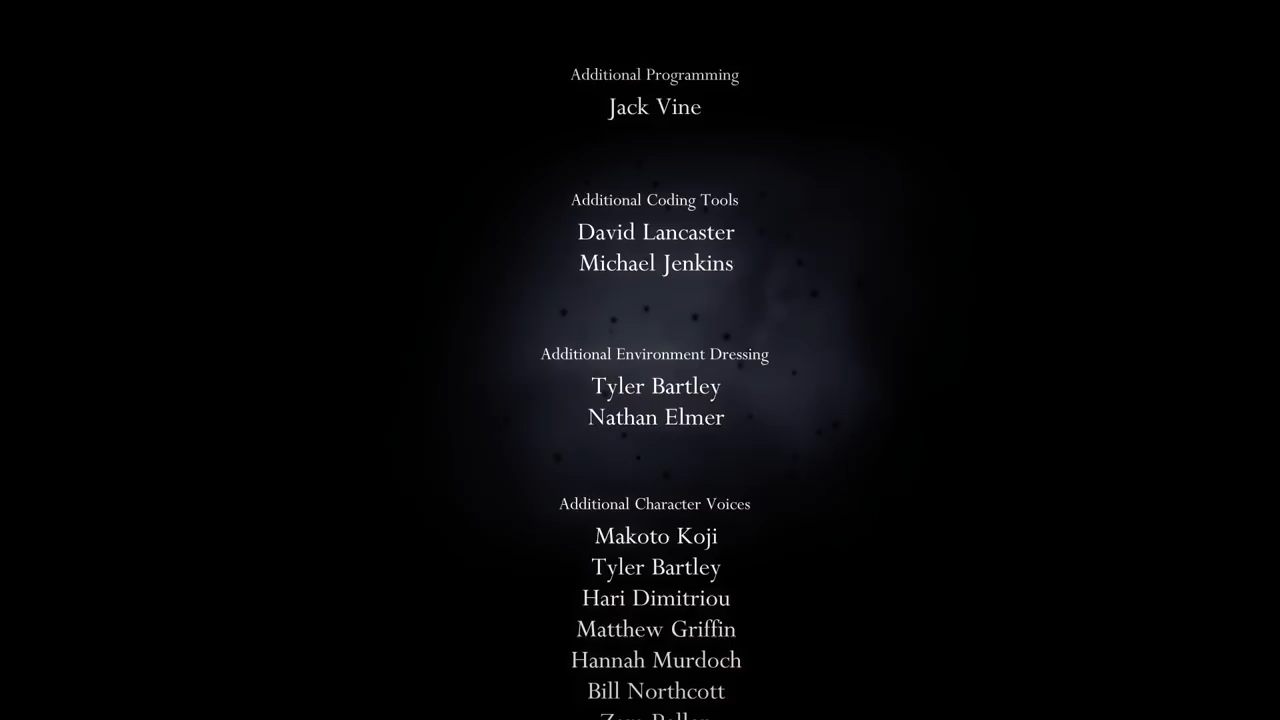 Additional Programming
Jack Vine
Additional Coding Tools
David Lancaster
Michael Jenkins
Additional Environment Dressing
Tyler Bartley
Nathan Elmer
Additional Character Voices
Makoto Koji
Tyler Bartley
Hari Dimitriou
Matthew Griffin
Hannah Murdoch
Bill Northcott